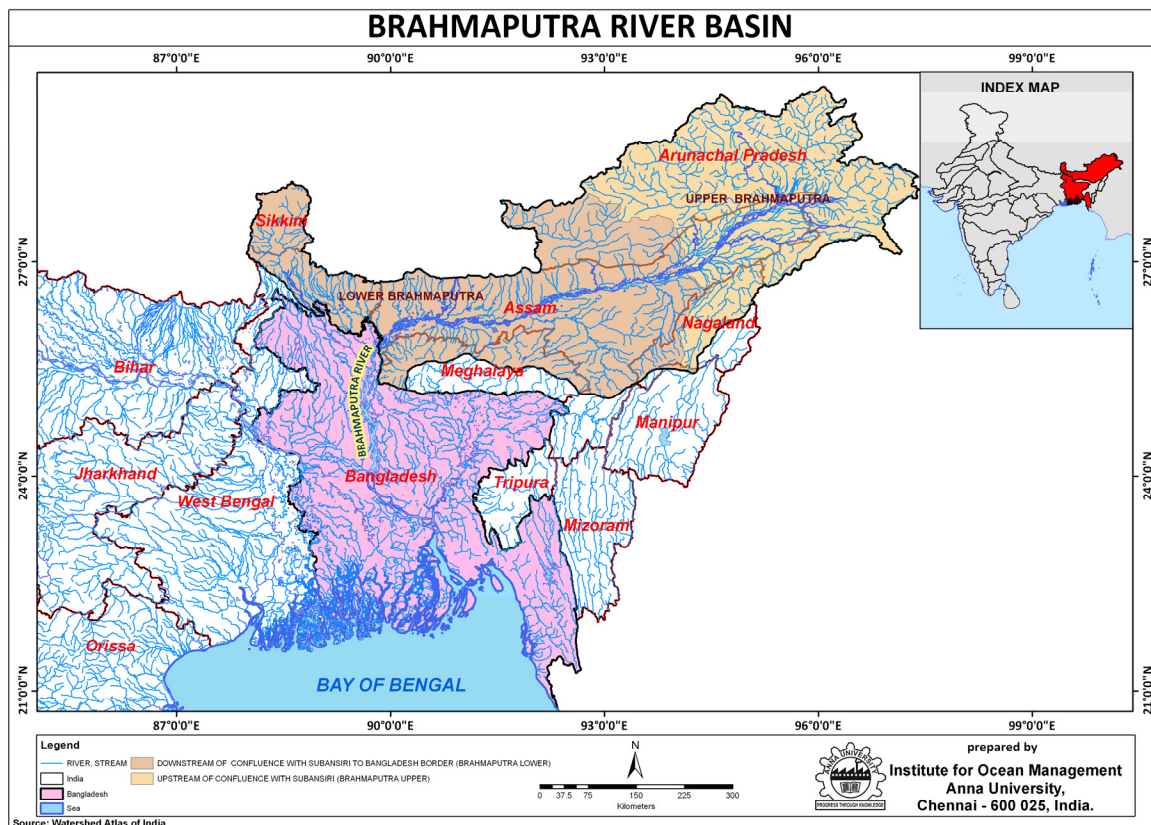 BRAHMAPUTRA RIVER BASIN
87°0'0"E
90°0'0"E
93°0'0"E
96°0'0"E
99°0'0"E
INDEX MAP
Arunachal Pradesh
UPPER BRAHMAPUTRA
Sikkim
27°0'0"N
27°0'0"N
LOWER BRAHMAPUTRA
Assam
Nagaland
Bihar
BRAHMAPUTRA RIVER
Meghalaya
Manipur
24°0'0"N
Jharkhand
Bangladesh
Tripura
24°0'0"N
West Bengal
Mizoram
Orissa
BAY OF BENGAL
21°0'0"N
21°0'0"N
87°0'0"E
90°0'0"E
93°0'0"E
96°0'0"E
99°0'0"E
Legend
RIVER, STREAM
India
Bangladesh
Sea
DOWNSTREAM OF CONFLUENCE WITH SUBANSIRI TO BANGLADESH BORDER (BRAHMAPUTRA LOWER)
UPSTREAM OF CONFLUENCE WITH SUBANSIRI (BRAHMAPUTRA UPPER)
N
0 37.5 75 150 225 300
Kilometers
ANNA UNIVERSITY
PROGRESS THROUGH KNOWLEDGE
prepared by
Institute for Ocean Management
Anna University,
Chennai - 600 025, India.
Source: Watershed Atlas of India